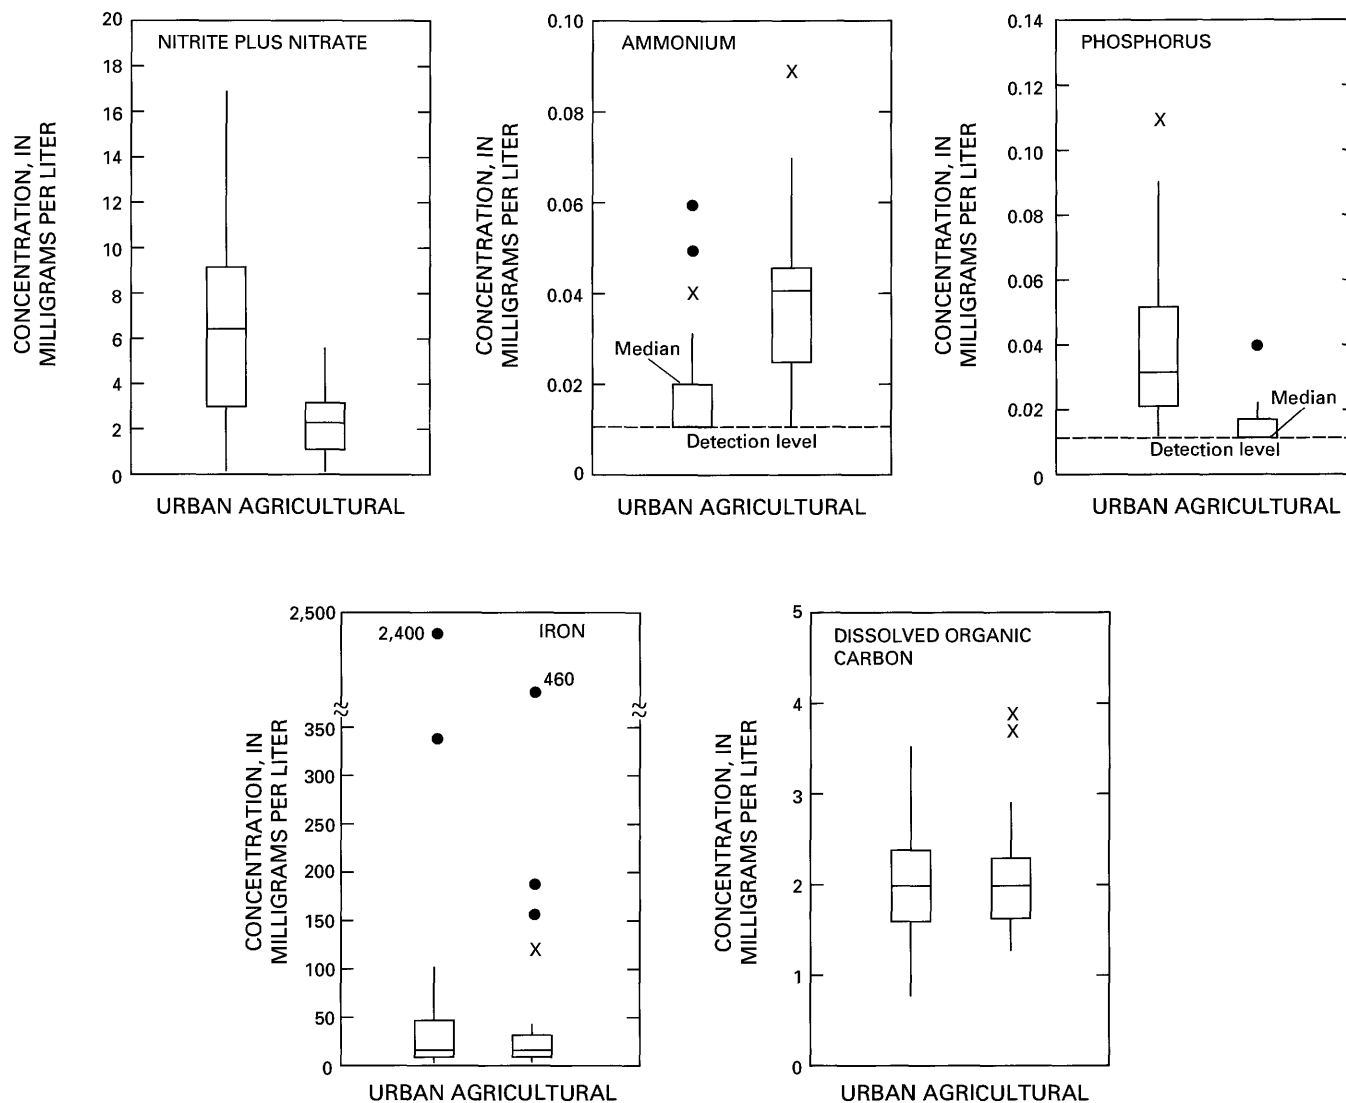 NITRITE PLUS NITRATE
CONCENTRATION, IN
MILLIGRAMS PER LITER
20
18
16
14
12
10
8
6
4
2
0
URBAN AGRICULTURAL
AMMONIUM
CONCENTRATION, IN
MILLIGRAMS PER LITER
0.10
0.08
0.06
0.04
0.02
0
X
X
Median
Detection level
URBAN AGRICULTURAL
PHOSPHORUS
CONCENTRATION, IN
MILLIGRAMS PER LITER
0.14
0.12
0.10
0.08
0.06
0.04
0.02
0
X
Median
Detection level
URBAN AGRICULTURAL
IRON
CONCENTRATION, IN
MILLIGRAMS PER LITER
2,500
350
300
250
200
150
100
50
0
2,400
460
X
URBAN AGRICULTURAL
DISSOLVED ORGANIC
CARBON
CONCENTRATION, IN
MILLIGRAMS PER LITER
5
4
3
2
1
0
X
X
URBAN AGRICULTURAL